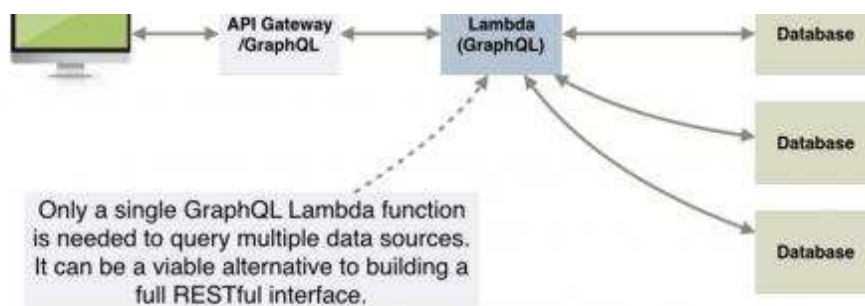 API Gateway
/GraphQL
Lambda
(GraphQL)
Database
Database
Database
Only a single GraphQL Lambda function
is needed to query multiple data sources.
It can be a viable alternative to building a
full RESTful interface.